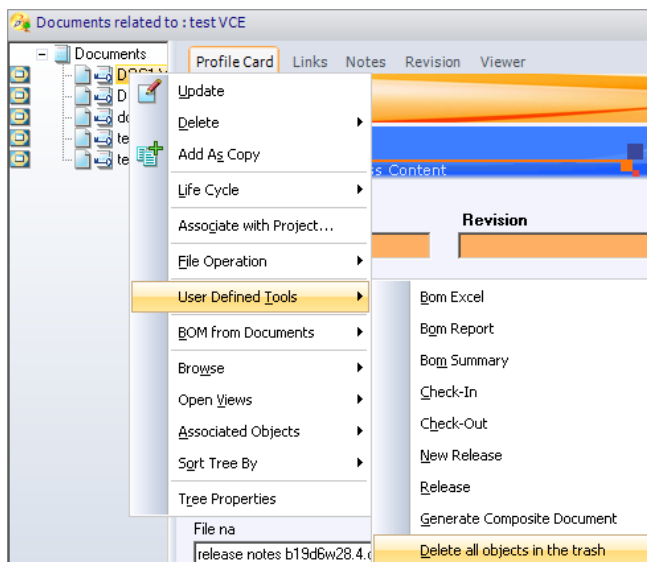 Documents related to : test VCE
Documents
Profile Card Links Notes Revision Viewer
Update
Delete
Add As Copy
Life Cycle
Content
Associate with Project...
Revision
File Operation
User Defined Tools
Bom Excel
BOM from Documents
Bom Report
Browse
Bom Summary
Open Views
Check-In
Associated Objects
Check-Out
Sort Tree By
New Release
Tree Properties
Release
Generate Composite Document
File na
release notes b19d6w28.4.
Delete all objects in the trash